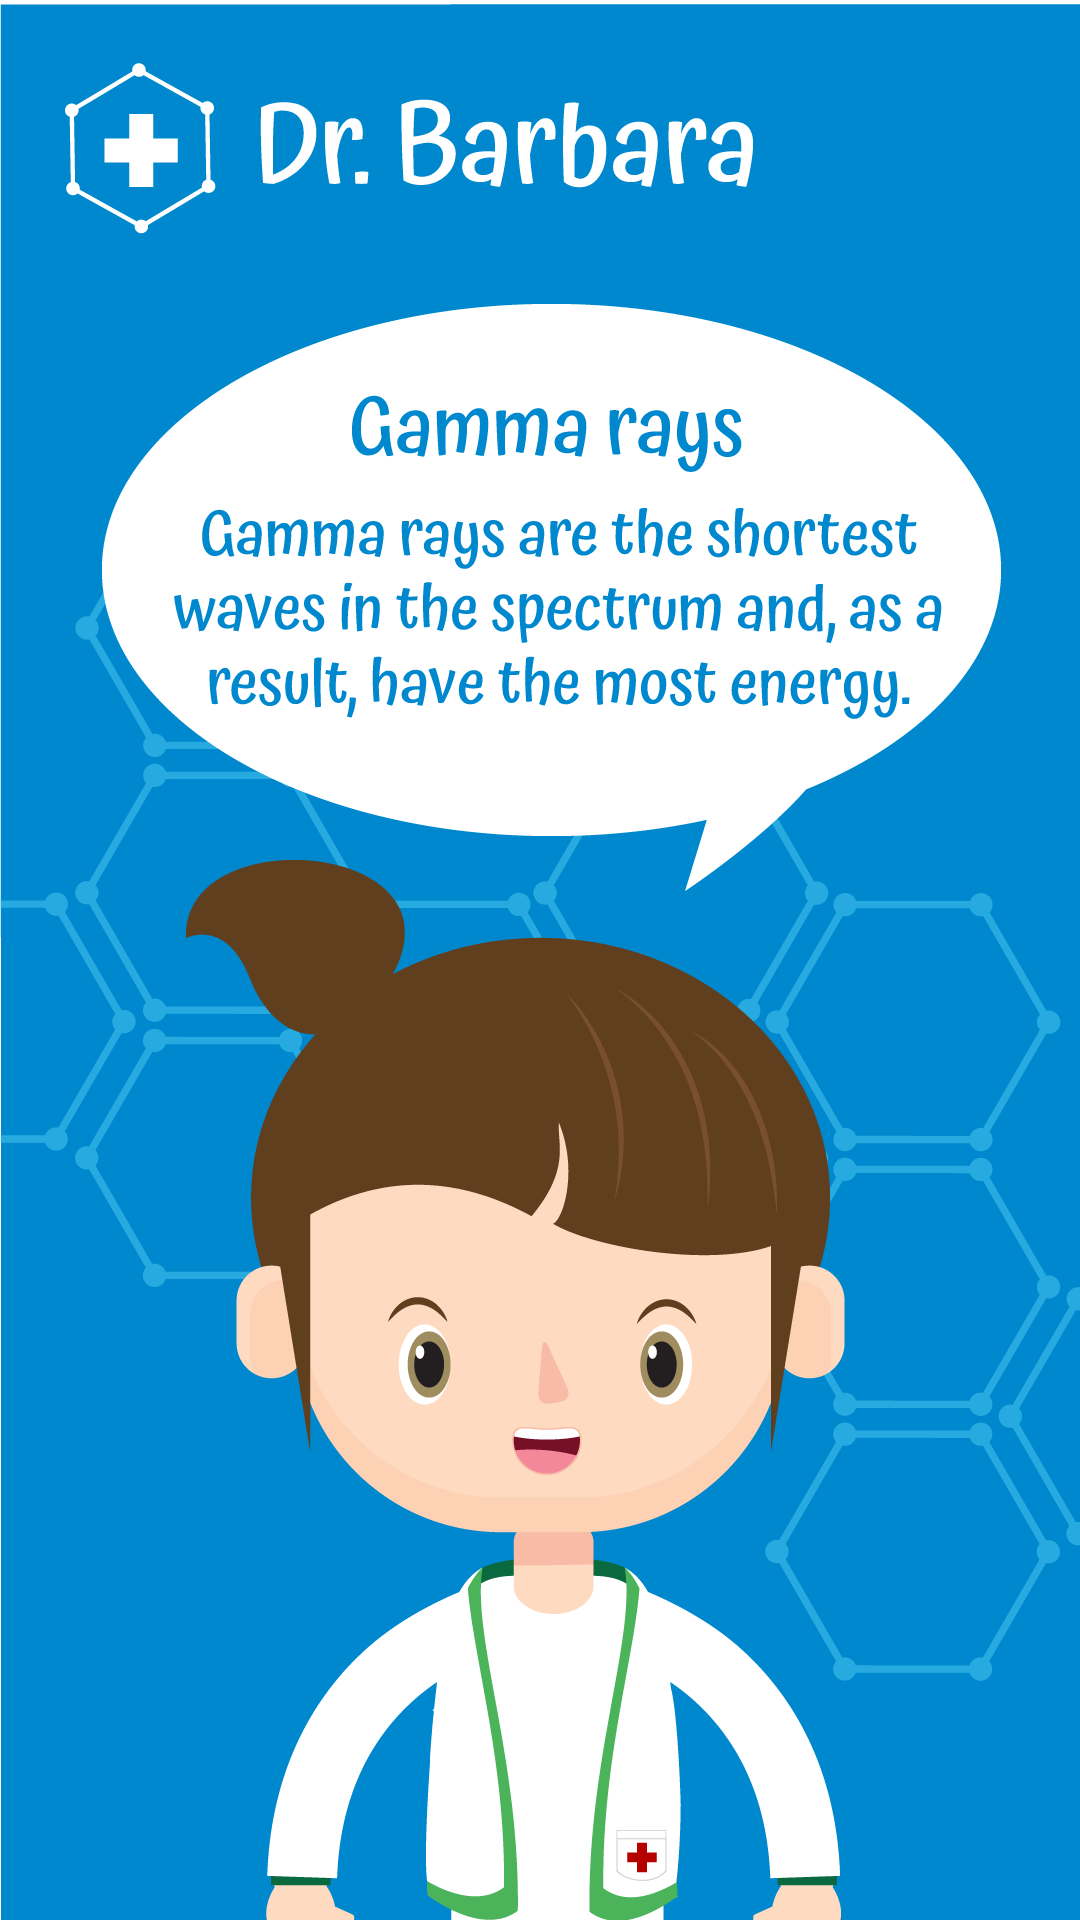 Dr. Barbara
Gamma rays
Gamma rays are the shortest
waves in the spectrum and, as a
result, have the most energy.